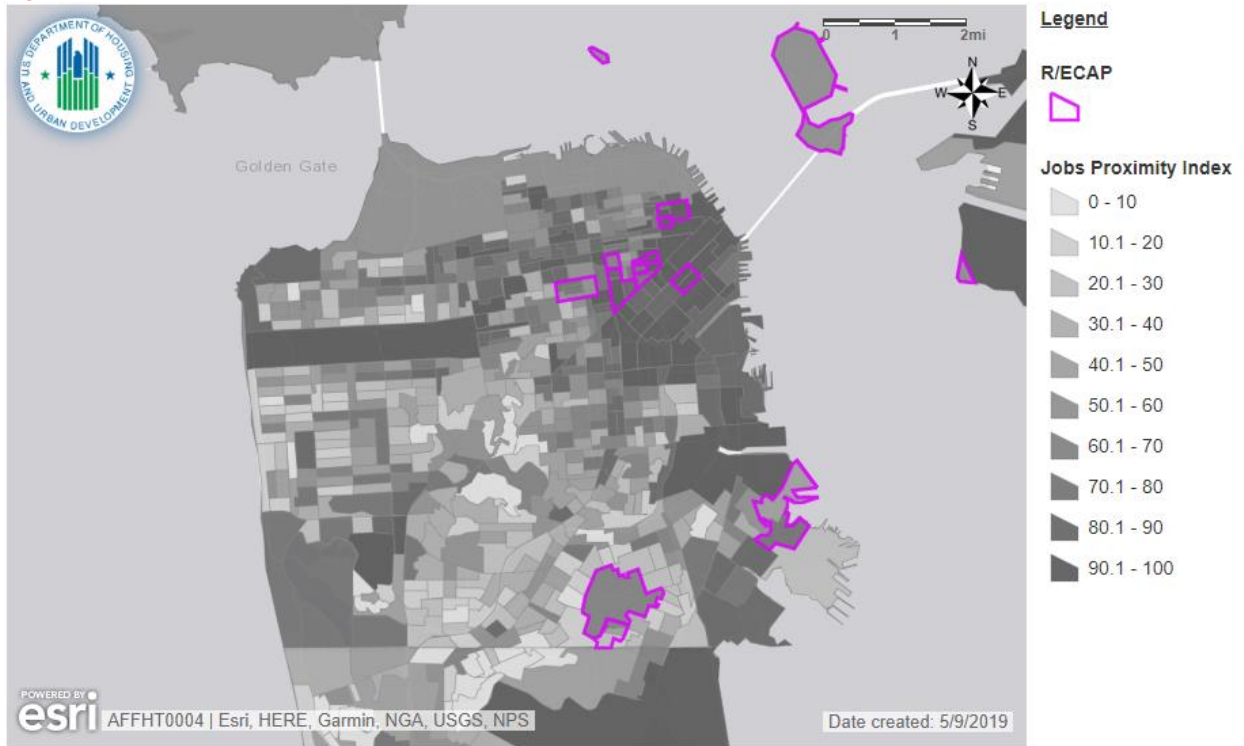 U.S. DEPARTMENT OF HOUSING
AND URBAN DEVELOPMENT
Golden Gate
0 1 2mi
N
W E
S
POWERED BY
esri
AFFHT0004 | Esri, HERE, Garmin, NGA, USGS, NPS
Date created: 5/9/2019
Legend
R/ECAP
Jobs Proximity Index
0 - 10
10.1 - 20
20.1 - 30
30.1 - 40
40.1 - 50
50.1 - 60
60.1 - 70
70.1 - 80
80.1 - 90
90.1 - 100